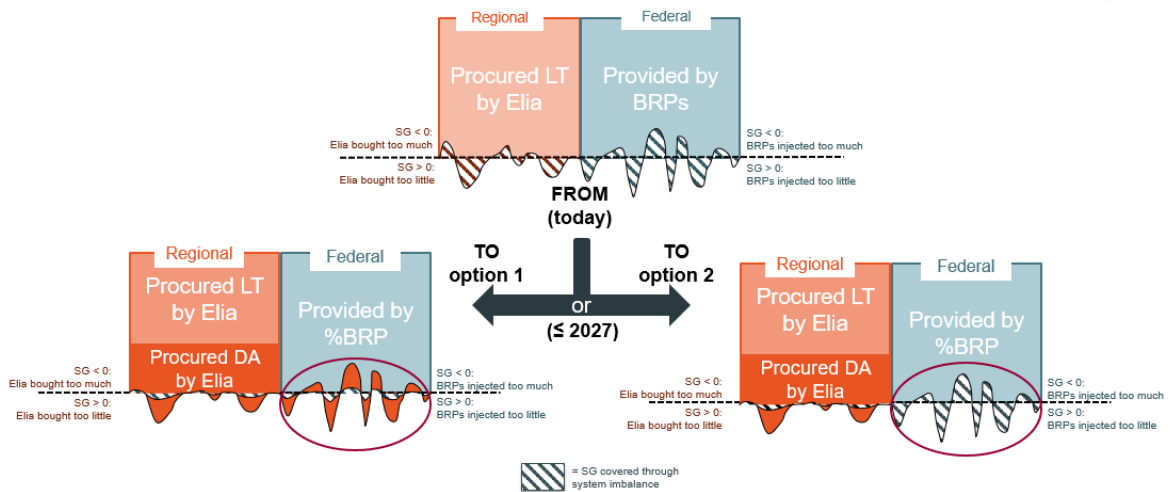 Regional
Federal
Procured LT
by Elia
Provided by
BRPs
SG < 0:
Elia bought too much
SG > 0:
Elia bought too little
SG < 0:
BRPs injected too much
SG > 0:
BRPs injected too little
FROM
(today)
TO
option 1
TO
option 2
or
(≤ 2027)
Regional
Federal
Procured LT
by Elia
Provided by
%BRP
Procured DA
by Elia
SG < 0:
Elia bought too much
SG > 0:
Elia bought too little
SG < 0:
BRPs injected too much
SG > 0:
BRPs injected too little
Regional
Federal
Procured LT
by Elia
Provided by
%BRP
Procured DA
by Elia
SG < 0:
Elia bought too much
SG > 0:
Elia bought too little
SG < 0:
BRPs injected too much
SG > 0:
BRPs injected too little
= SG covered through
system imbalance